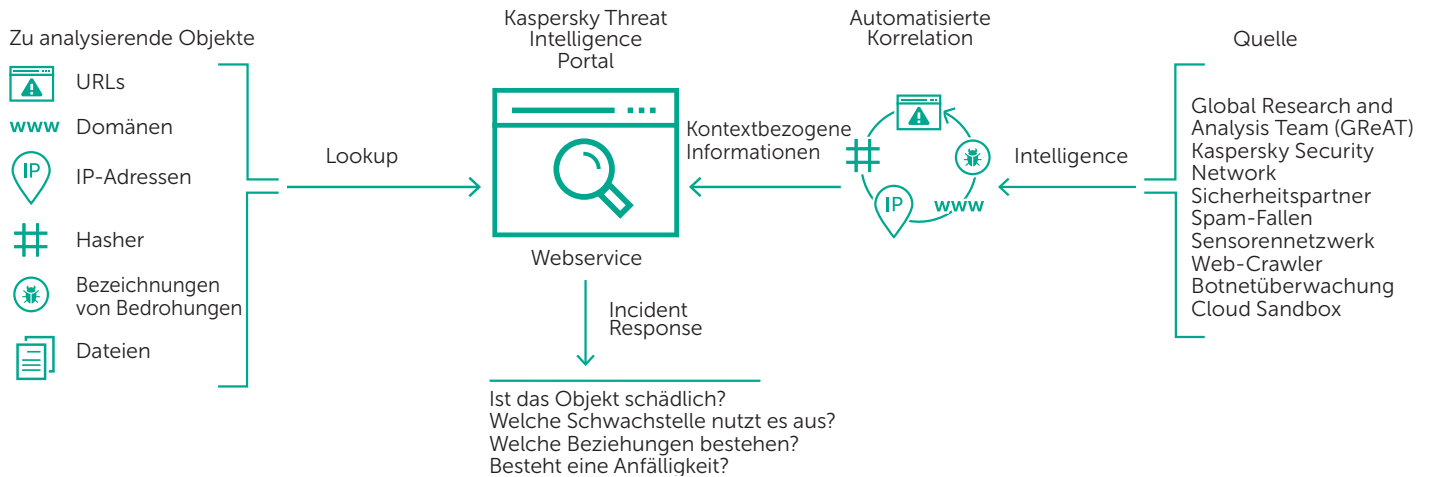 Zu analysierende Objekte
URLs
www
Domänen
IP
IP-Adressen
Hasher
Bezeichnungen
von Bedrohungen
Dateien
Lookup
Kaspersky Threat
Intelligence
Portal
Webservice
Incident
Response
Ist das Objekt schädlich?
Welche Schwachstelle nutzt es aus?
Welche Beziehungen bestehen?
Besteht eine Anfälligkeit?
Kontextbezogene
Informationen
Automatisierte
Korrelation
IP
www
Intelligence
Quelle
Global Research and
Analysis Team (GReAT)
Kaspersky Security
Network
Sicherheitspartner
Spam-Fallen
Sensorennetzwerk
Web-Crawler
Botnetüberwachung
Cloud Sandbox